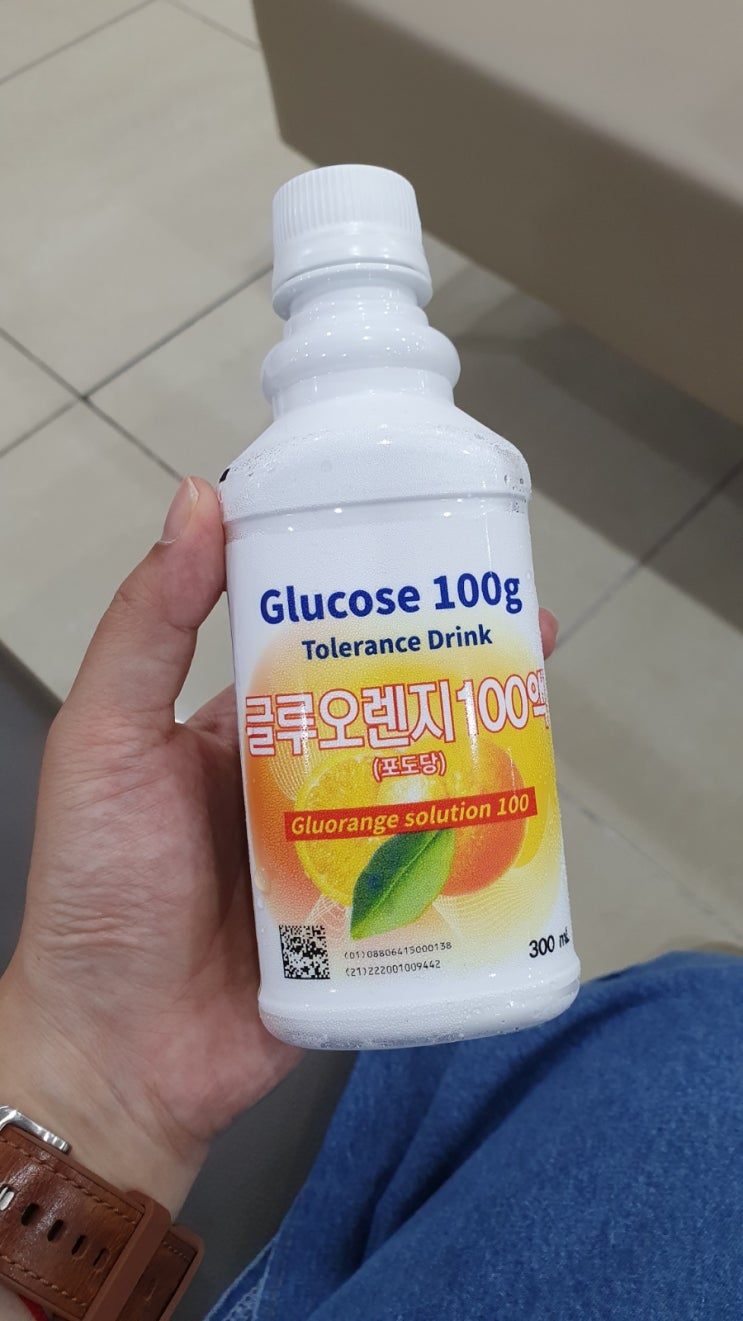 Glucose 100g
Tolerance Drink
글루오렌지100액
(포도당)
Gluorange solution 100
(01)08806415000138
(21)222001009442
300 mL